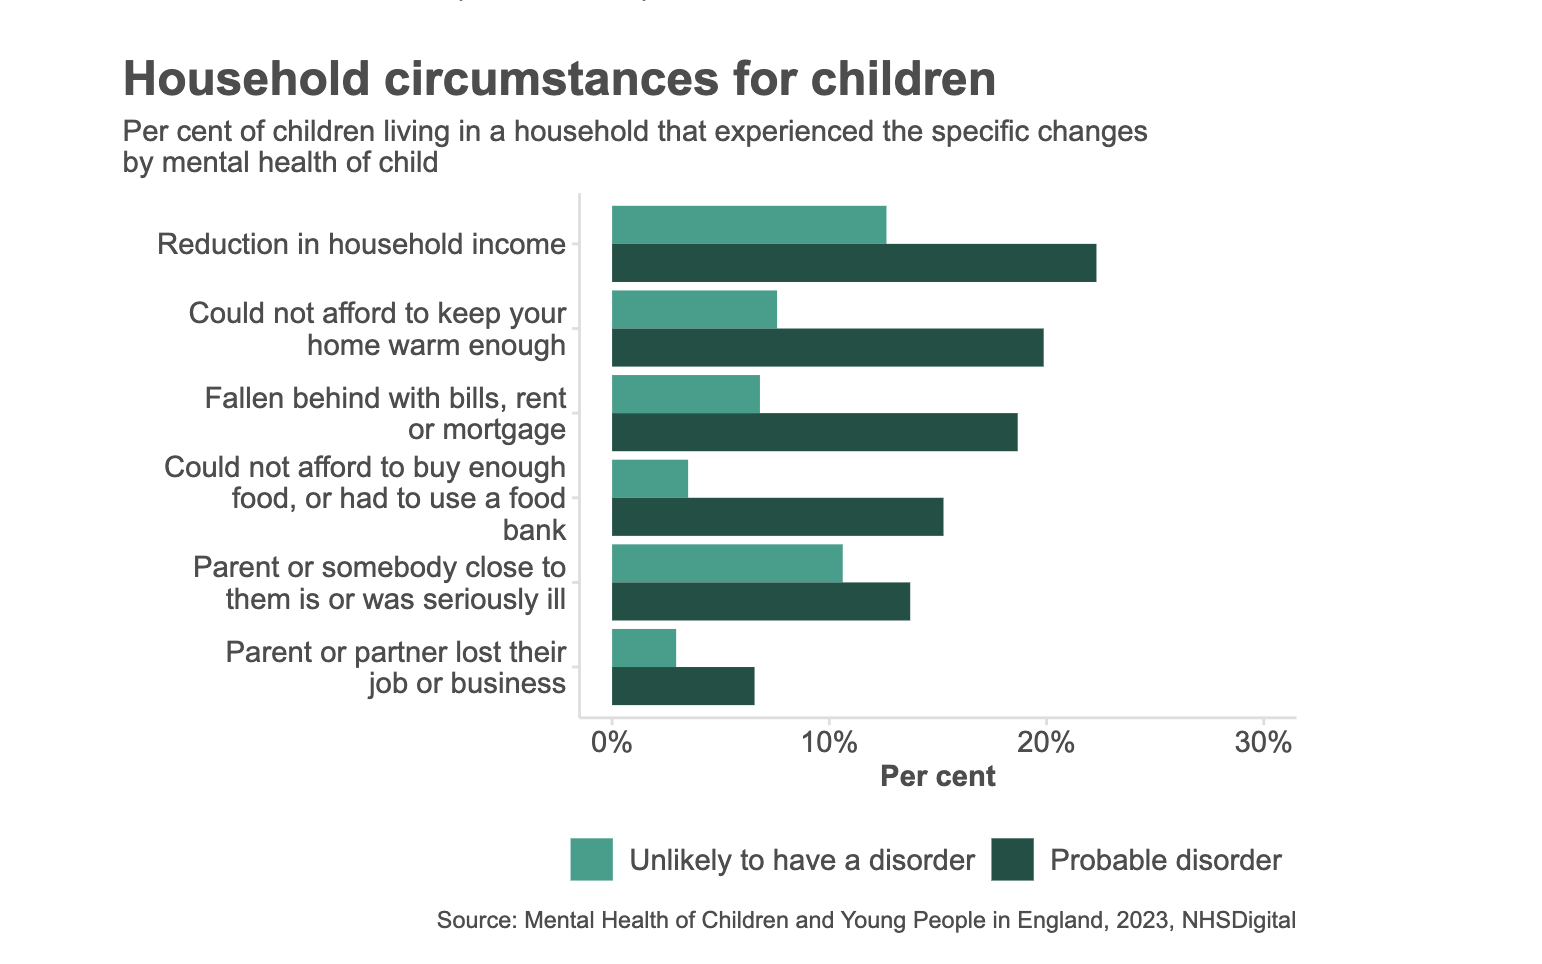 Household circumstances for children
Per cent of children living in a household that experienced the specific changes
by mental health of child
Reduction in household income
Could not afford to keep your
home warm enough
Fallen behind with bills, rent
or mortgage
Could not afford to buy enough
food, or had to use a food
bank
Parent or somebody close to
them is or was seriously ill
Parent or partner lost their
job or business
0% 10% 20% 30%
Per cent
Unlikely to have a disorder Probable disorder
Source: Mental Health of Children and Young People in England, 2023, NHSDigital